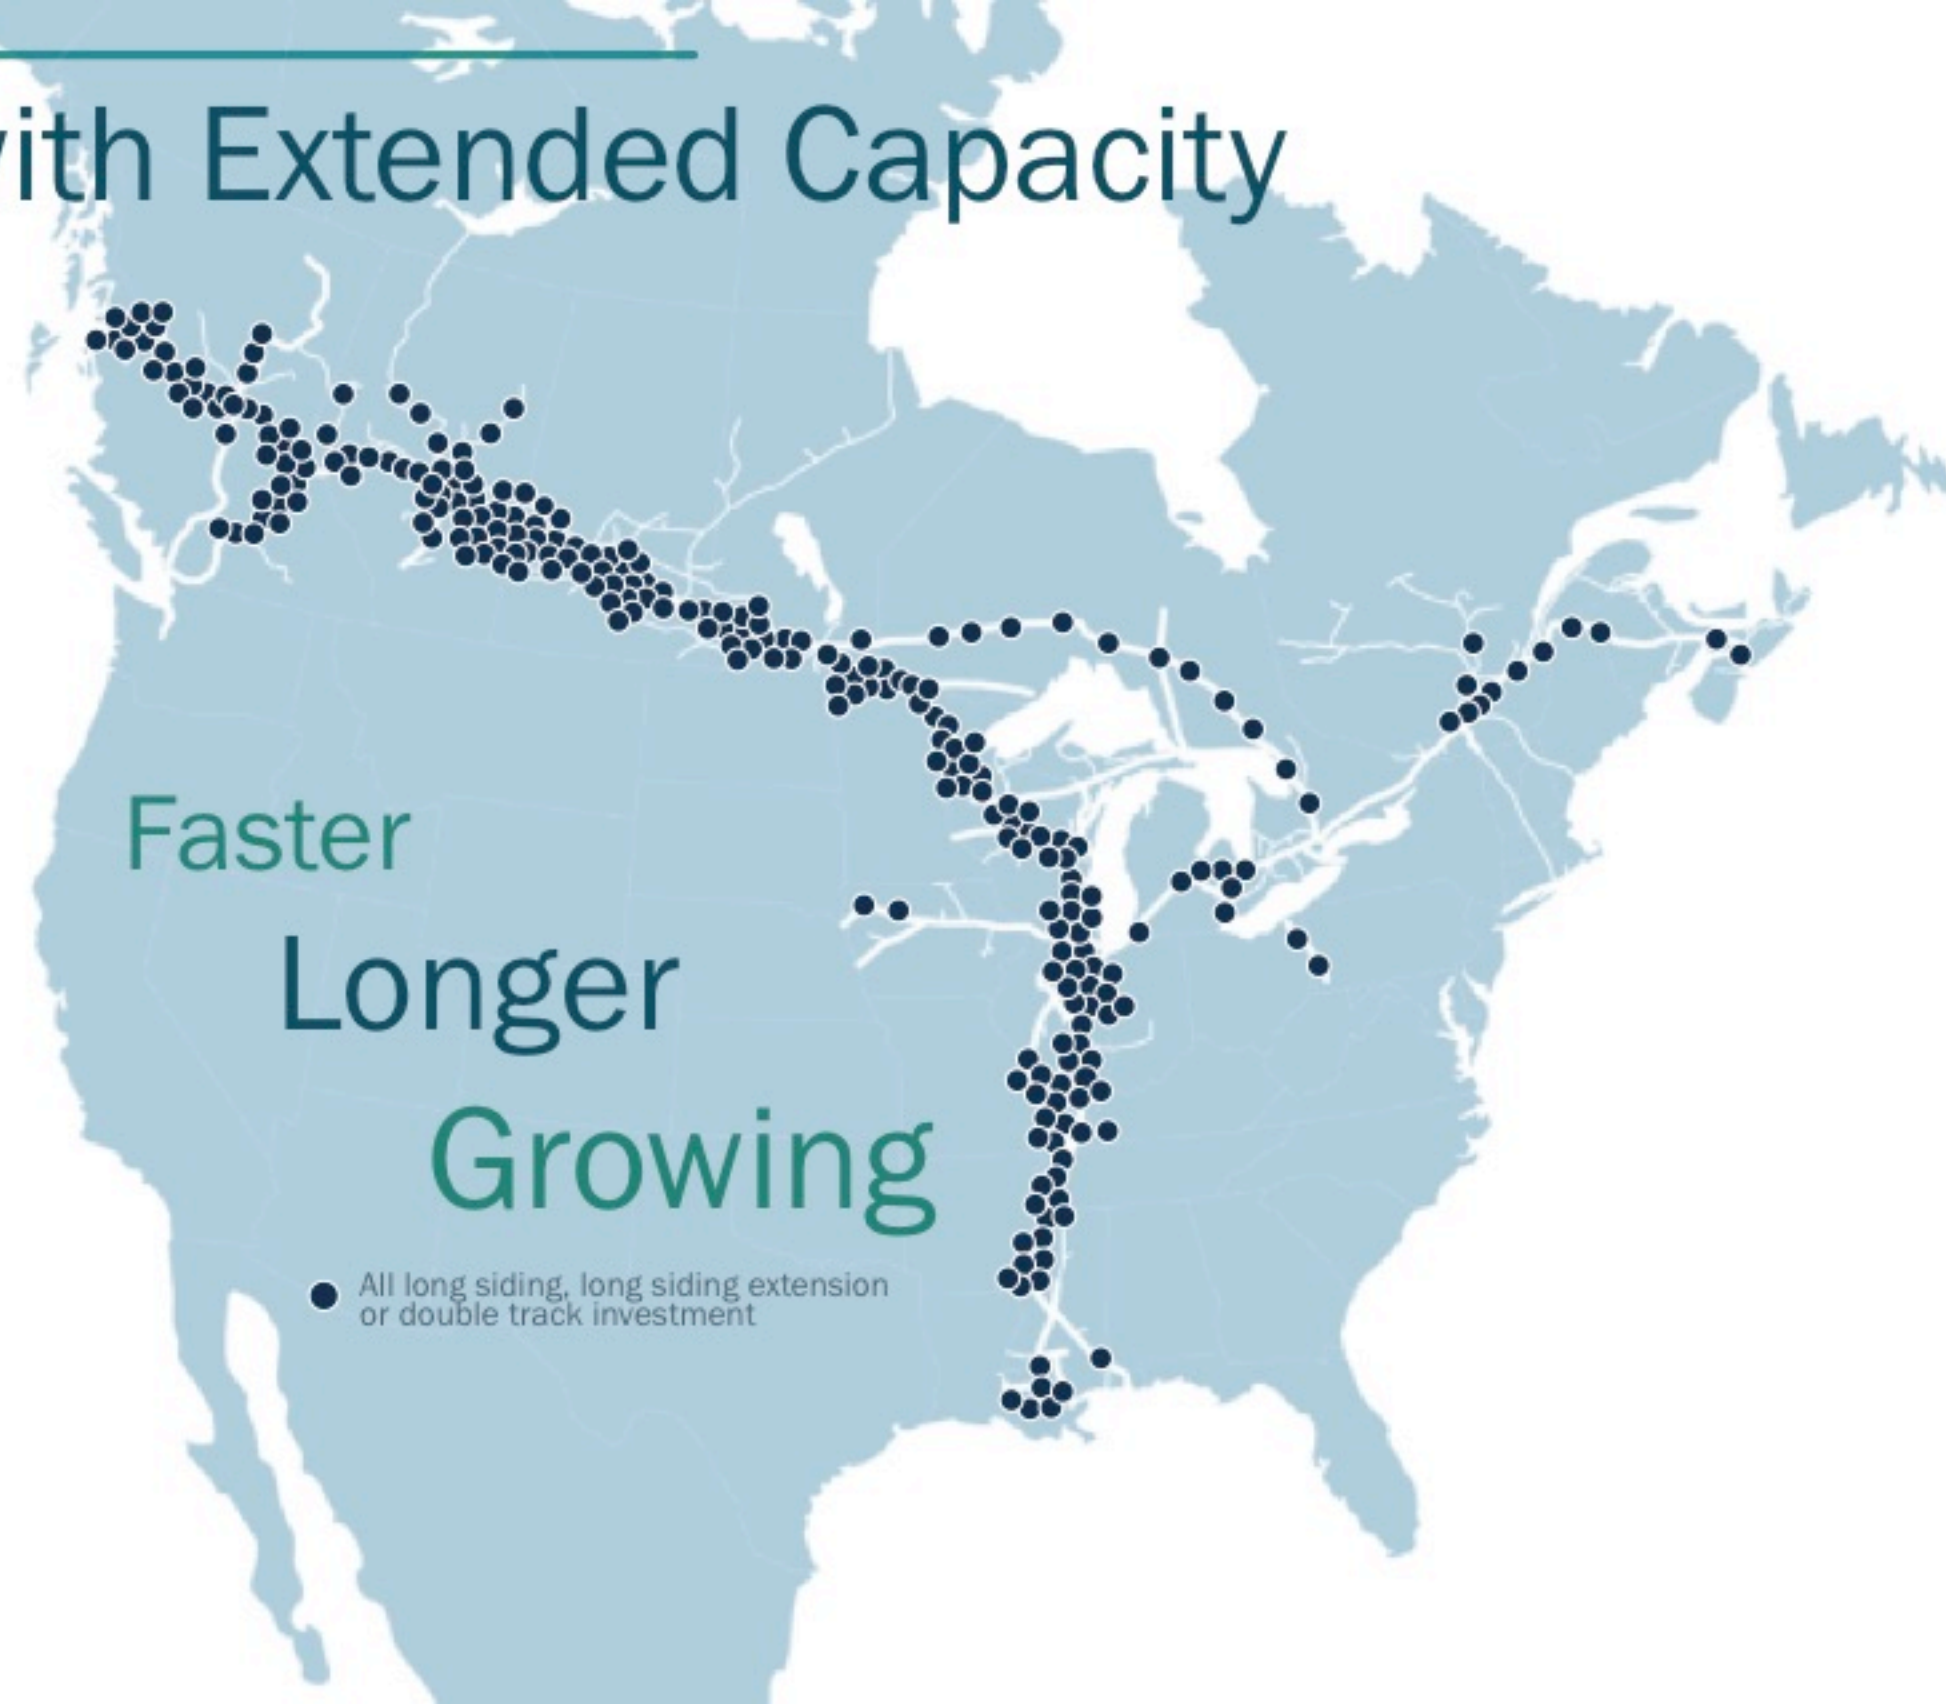 ith Extended Capacity
Faster
Longer
Growing
All long siding, long siding extension
or double track investment